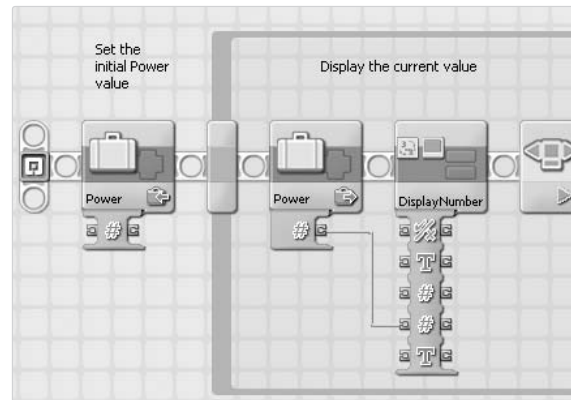 Set the
initial Power
value
Display the current value
Power
Power
DisplayNumber
#
#
T
#
#
T